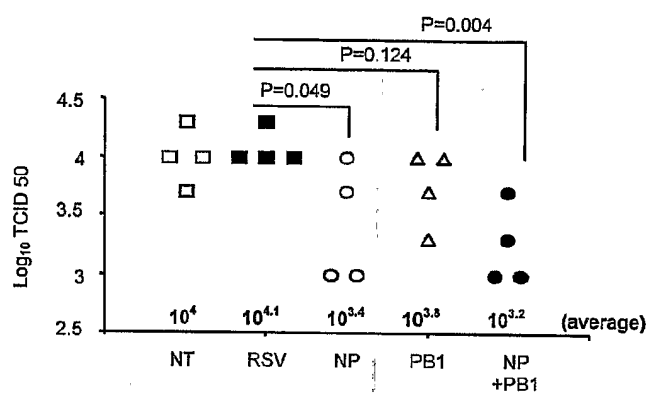 P=0.004
P=0.124
P=0.049
Log10 TCID 50
4.5
4
3.5
3
2.5
10^4 10^4.1 10^3.4 10^3.8 10^3.2 (average)
NT RSV NP PB1 NP
+PB1